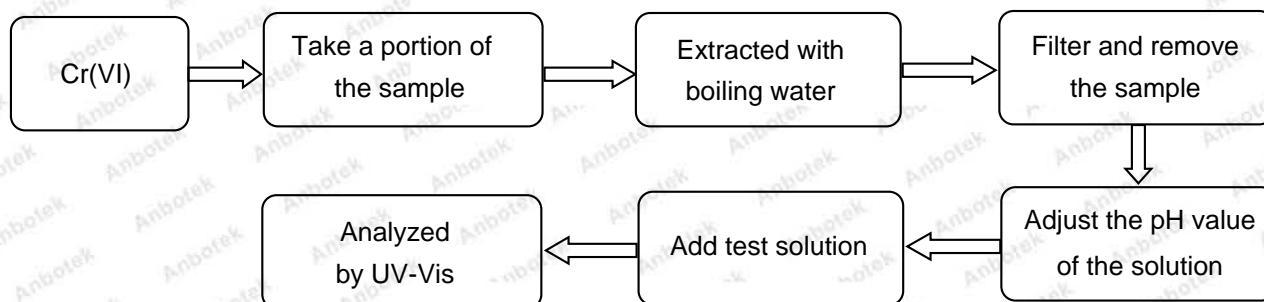 Cr(VI)
Take a portion of
the sample
Extracted with
boiling water
Filter and remove
the sample
Adjust the pH value
of the solution
Add test solution
Analyzed
by UV-Vis
Anbotek